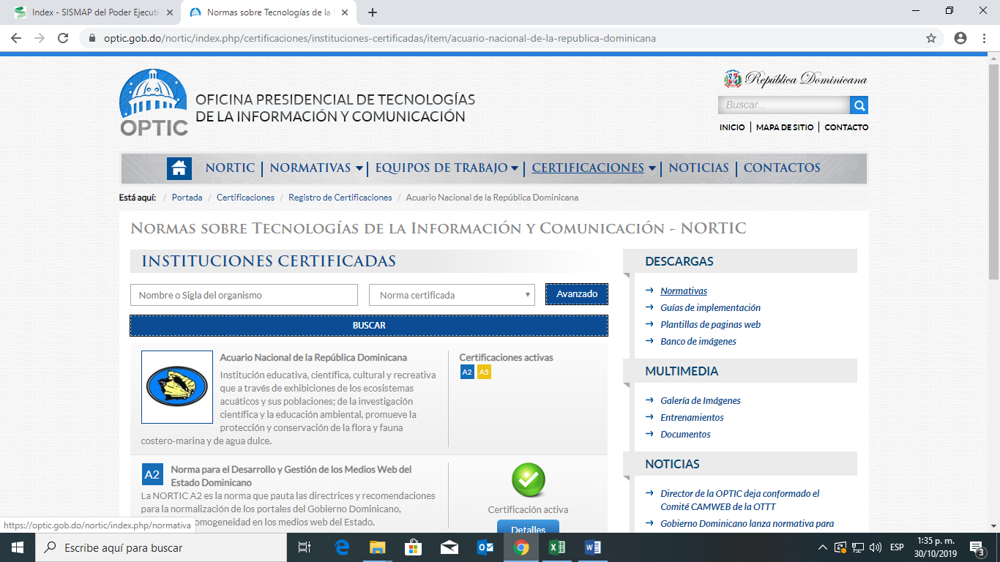 Index - SISMAP del Poder Ejecuti
Normas sobre Tecnologías de la
optic.gob.do/nortic/index.php/certificaciones/instituciones-certificadas/item/acuario-nacional-de-la-republica-dominicana
OPTIC
OFICINA PRESIDENCIAL DE TECNOLOGÍAS
DE LA INFORMACIÓN Y COMUNICACIÓN
República Dominicana
Buscar...
INICIO | MAPA DE SITIO | CONTACTO
NORTIC | NORMATIVAS | EQUIPOS DE TRABAJO | CERTIFICACIONES | NOTICIAS | CONTACTOS
Está aquí: / Portada / Certificaciones / Registro de Certificaciones / Acuario Nacional de la República Dominicana
Normas sobre Tecnologías de la Información y Comunicación - NORTIC
INSTITUCIONES CERTIFICADAS
Nombre o Sigla del organismo
Norma certificada
Avanzado
BUSCAR
Acuario Nacional de la República Dominicana
Institución educativa, científica, cultural y recreativa
que a través de exhibiciones de los ecosistemas
acuáticos y sus poblaciones; de la investigación
científica y la educación ambiental, promueve la
protección y conservación de la flora y fauna
costero-marina y de agua dulce.
Certificaciones activas
A2 A5
A2
Norma para el Desarrollo y Gestión de los Medios Web del
Estado Dominicano
La NORTIC A2 es la norma que pauta las directrices y recomendaciones
para la normalización de los portales del Gobierno Dominicano,
omogeneidad en los medios web del Estado.
Certificación activa
Detalles
DESCARGAS
Normativas
Guías de implementación
Plantillas de paginas web
Banco de imágenes
MULTIMEDIA
Galería de Imágenes
Entrenamientos
Documentos
NOTICIAS
Director de la OPTIC deja conformado el
Comité CAMWEB de la OTTT
Gobierno Dominicano lanza normativa para
https://optic.gob.do/nortic/index.php/normativa
Escribe aquí para buscar
ESP
1:35 p. m.
30/10/2019
3